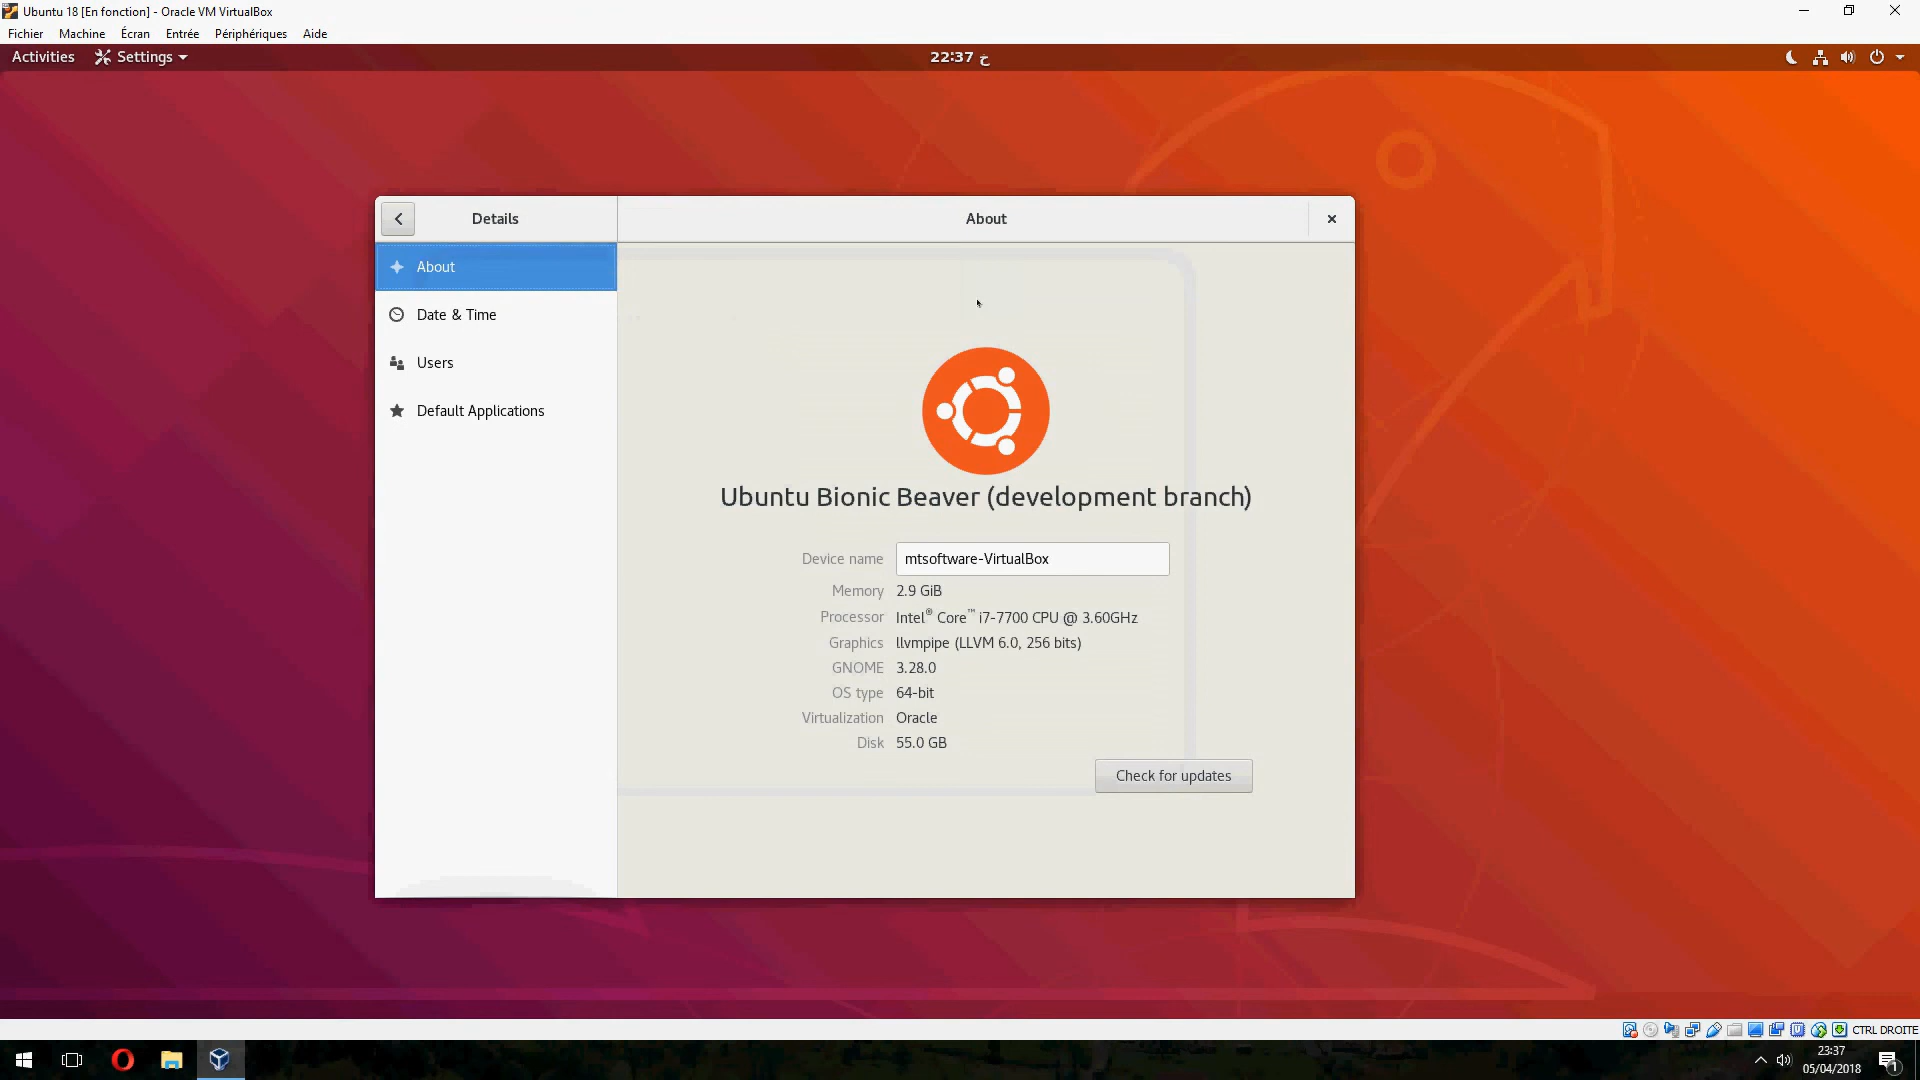 Ubuntu 18 [En fonction] - Oracle VM VirtualBox
Fichier Machine Écran Entrée Périphériques Aide
Activities Settings 22:37 خ
Details About
About
Date & Time
Users
Default Applications
Ubuntu Bionic Beaver (development branch)
Device name mtsoftware-VirtualBox
Memory 2.9 GiB
Processor Intel® Core™ i7-7700 CPU @ 3.60GHz
Graphics llvmpipe (LLVM 6.0, 256 bits)
GNOME 3.28.0
OS type 64-bit
Virtualization Oracle
Disk 55.0 GB
Check for updates
CTRL DROITE
23:37
05/04/2018
1